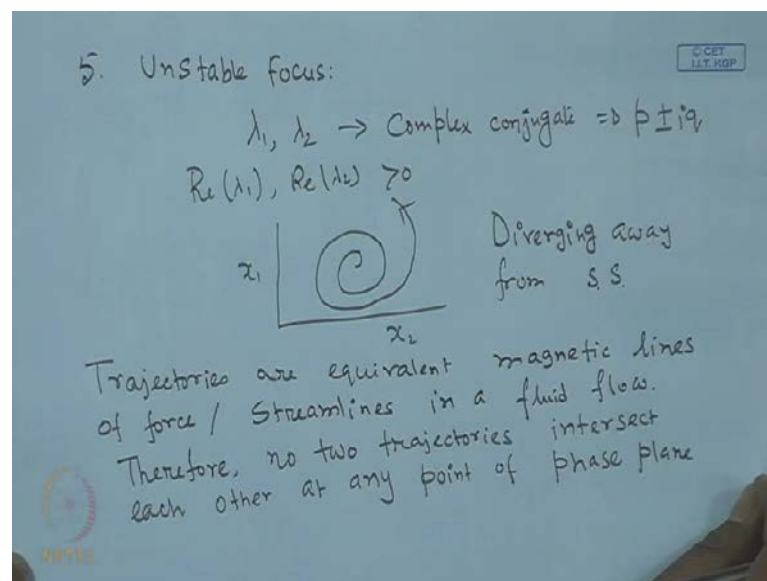 © CET
I.I.T. KGP
5. Unstable focus:
λ₁, λ₂ → Complex conjugate => p ± iq
Re(λ₁), Re(λ₂) >0
x₁
x₂
Diverging away
from S.S.
Trajectories are equivalent magnetic lines
of force / Streamlines in a fluid flow.
Therefore, no two trajectories intersect
each other at any point of phase plane
NPTEL